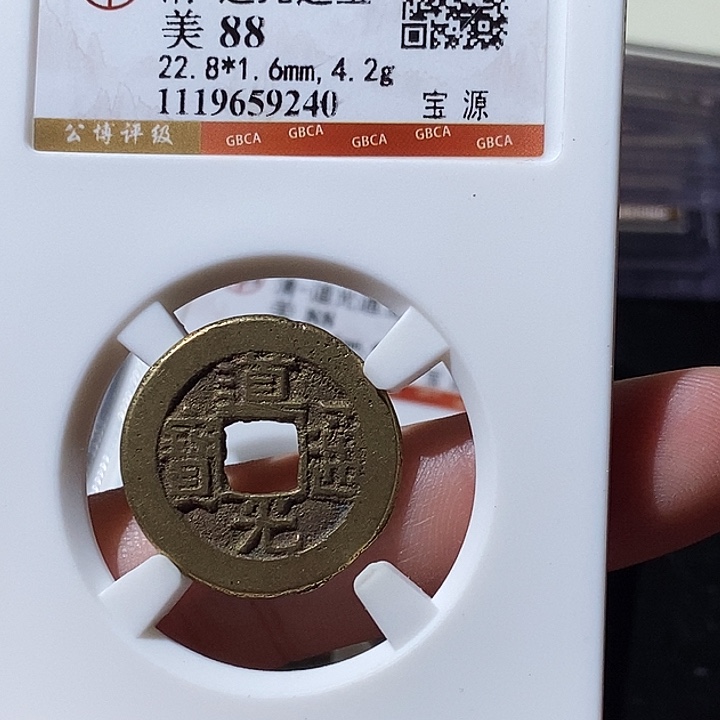 美 88
22.8*1.6mm,4.2g
1119659240 宝 源
公博评级 GBCA GBCA GBCA GBCA GBCA
道
寶 通
光